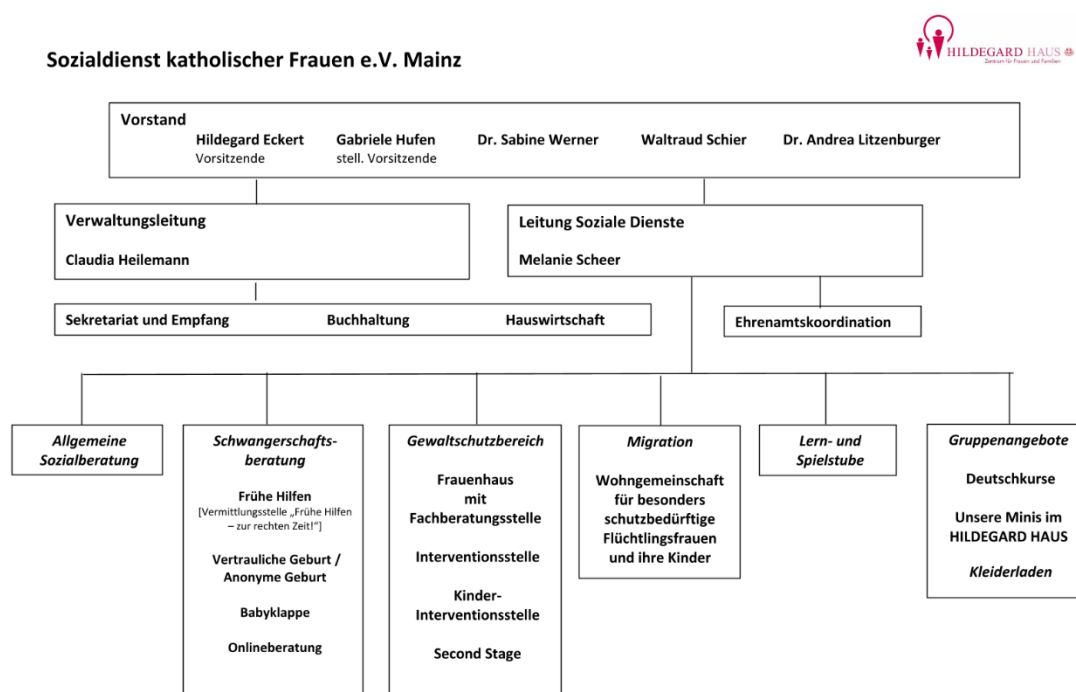 Sozialdienst katholischer Frauen e.V. Mainz
HILDEGARD HAUS
Zentrum für Frauen und Familien
Vorstand
Hildegard Eckert
Vorsitzende
Gabriele Hufen
stell. Vorsitzende
Dr. Sabine Werner
Waltraud Schier
Dr. Andrea Litzenburger
Verwaltungsleitung
Claudia Heilemann
Leitung Soziale Dienste
Melanie Scheer
Sekretariat und Empfang
Buchhaltung
Hauswirtschaft
Ehrenamtskoordination
Allgemeine
Sozialberatung
Schwangerschafts-
beratung
Frühe Hilfen
[Vermittlungsstelle „Frühe Hilfen
– zur rechten Zeit!"]
Vertrauliche Geburt /
Anonyme Geburt
Babyklappe
Onlineberatung
Gewaltschutzbereich
Frauenhaus
mit
Fachberatungsstelle
Interventionsstelle
Kinder-
Interventionsstelle
Second Stage
Migration
Wohngemeinschaft
für besonders
schutzbedürftige
Flüchtlingsfrauen
und ihre Kinder
Lern- und
Spielstube
Gruppenangebote
Deutschkurse
Unsere Minis im
HILDEGARD HAUS
Kleiderladen